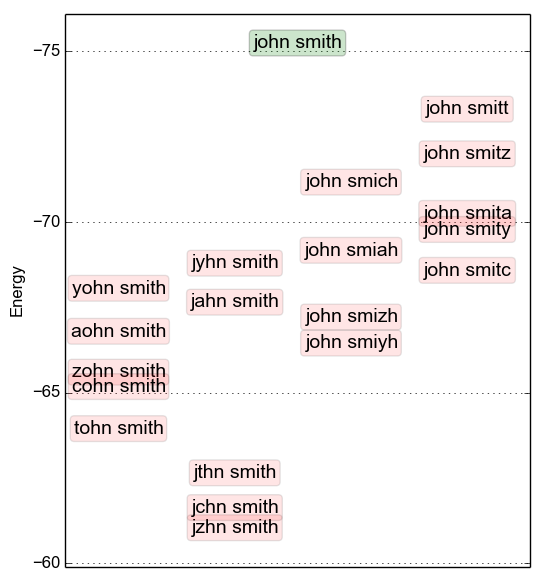 −75
john smith
john smitt
john smitz
john smich
−70
john smita
john smity
jyhn smith
john smiah
john smitc
yohn smith
jahn smith
john smizh
aohn smith
john smiyh
zohn smith
cohn smith
−65
tohn smith
jthn smith
jchn smith
jzhn smith
−60
Energy